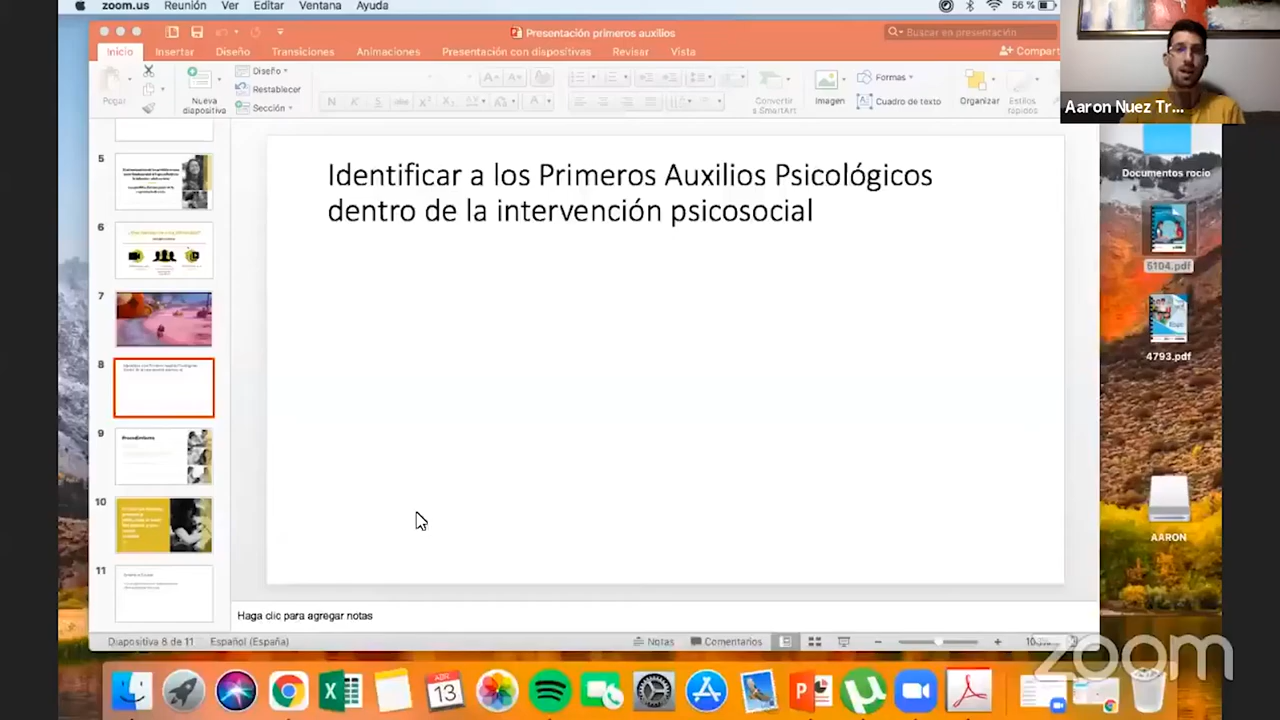 zoom.us Reunión Ver Editar Ventana Ayuda
56 %
Presentación primeros auxilios
Buscar en presentación
Inicio Insertar Diseño Transiciones Animaciones Presentación con diapositivas Revisar Vista
Compart
Pegar
Nueva
diapositiva
Diseño
Restablecer
Sección
N K S
Convertir
a SmartArt
Imagen
Formas
Cuadro de texto
Organizar
Estilos
rápidos
Aaron Nuez Tr...
Documentos rocio
5104.pdf
4793.pdf
AARON
5
6
7
8
9
Procedimiento
10
11
Identificar a los Primeros Auxilios Psicológicos
dentro de la intervención psicosocial
Haga clic para agregar notas
Diapositiva 8 de 11 Español (España)
Notas Comentarios
zoom
ABR
13